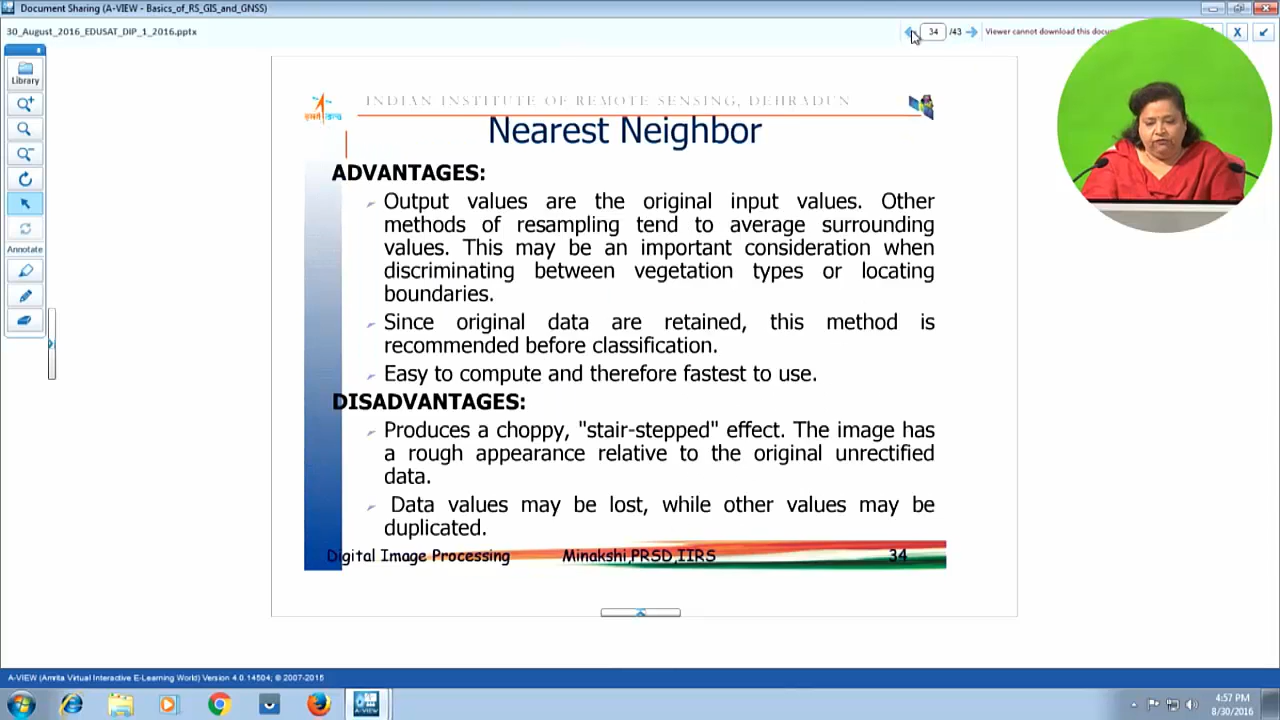 Document Sharing (A-VIEW - Basics_of_RS_GIS_and_GNSS)
30_August_2016_EDUSAT_DIP_1_2016.pptx
34 /43
Viewer cannot download this docu
Library
Annotate
INDIAN INSTITUTE OF REMOTE SENSING, DEHRADUN
Nearest Neighbor
ADVANTAGES:
Output values are the original input values. Other
methods of resampling tend to average surrounding
values. This may be an important consideration when
discriminating between vegetation types or locating
boundaries.
Since original data are retained, this method is
recommended before classification.
Easy to compute and therefore fastest to use.
DISADVANTAGES:
Produces a choppy, "stair-stepped" effect. The image has
a rough appearance relative to the original unrectified
data.
Data values may be lost, while other values may be
duplicated.
Digital Image Processing Minakshi,PRSD,IIRS 34
A-VIEW (Amrita Virtual Interactive E-Learning World) Version 4.0.14504; © 2007-2015
A-VIEW
4:57 PM
8/30/2016